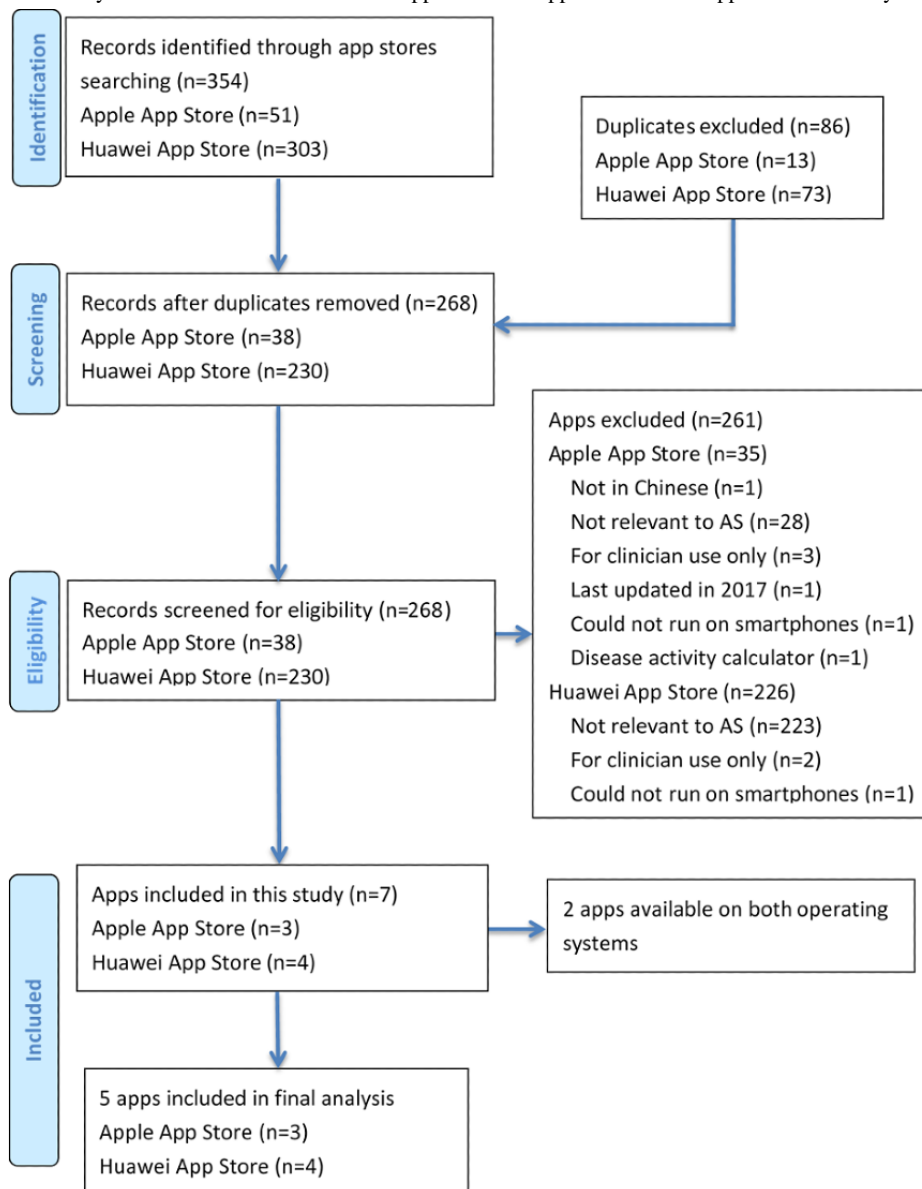 Identification
Records identified through app stores
searching (n=354)
Apple App Store (n=51)
Huawei App Store (n=303)
Duplicates excluded (n=86)
Apple App Store (n=13)
Huawei App Store (n=73)
Screening
Records after duplicates removed (n=268)
Apple App Store (n=38)
Huawei App Store (n=230)
Apps excluded (n=261)
Apple App Store (n=35)
Not in Chinese (n=1)
Not relevant to AS (n=28)
For clinician use only (n=3)
Last updated in 2017 (n=1)
Could not run on smartphones (n=1)
Disease activity calculator (n=1)
Huawei App Store (n=226)
Not relevant to AS (n=223)
For clinician use only (n=2)
Could not run on smartphones (n=1)
Eligibility
Records screened for eligibility (n=268)
Apple App Store (n=38)
Huawei App Store (n=230)
Included
Apps included in this study (n=7)
Apple App Store (n=3)
Huawei App Store (n=4)
2 apps available on both operating
systems
5 apps included in final analysis
Apple App Store (n=3)
Huawei App Store (n=4)